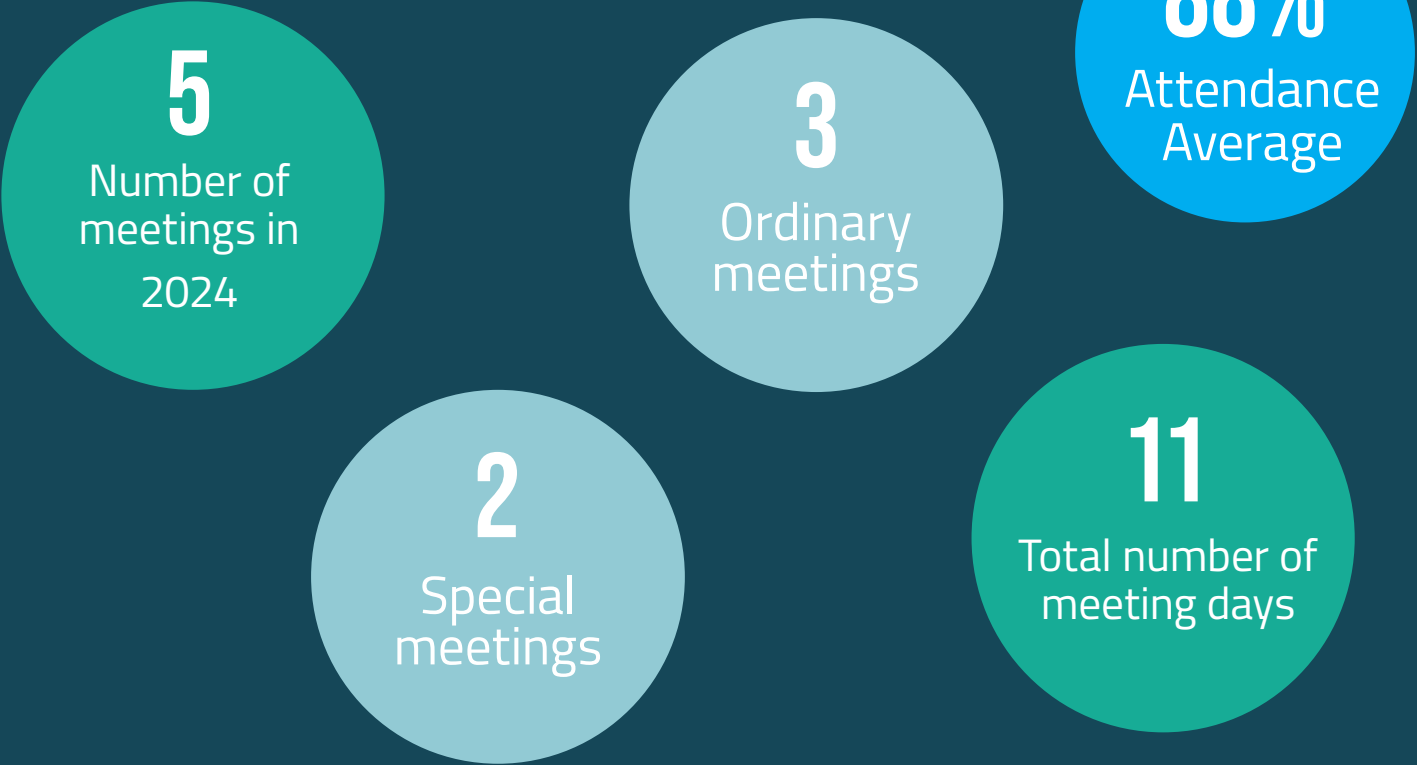 5
Number of
meetings in
2024
3
Ordinary
meetings
Attendance
Average
2
Special
meetings
11
Total number of
meeting days